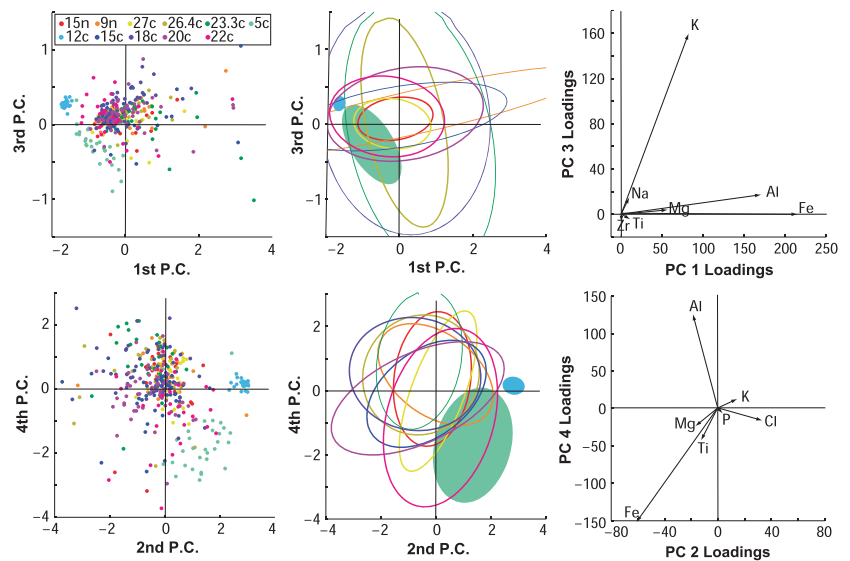 15n 9n 27c 26.4c 23.3c 5c
12c 15c 18c 20c 22c
3rd P.C.
1
0
−1
−2 0 2 4
1st P.C.
3rd P.C.
1
0
−1
−2 0 2 4
1st P.C.
PC 3 Loadings
160
120
80
40
0
K
Na
Al
Mg
Fe
Zr Ti
0 50 100 150 200 250
PC 1 Loadings
4th P.C.
2
0
−2
−4
−4 −2 0 2 4
2nd P.C.
4th P.C.
2
0
−2
−4
−4 −2 0 2 4
2nd P.C.
PC 4 Loadings
150
100
50
0
−50
−100
−150
Al
K
Mg
P
Cl
Ti
Fe
−80 −40 0 40 80
PC 2 Loadings